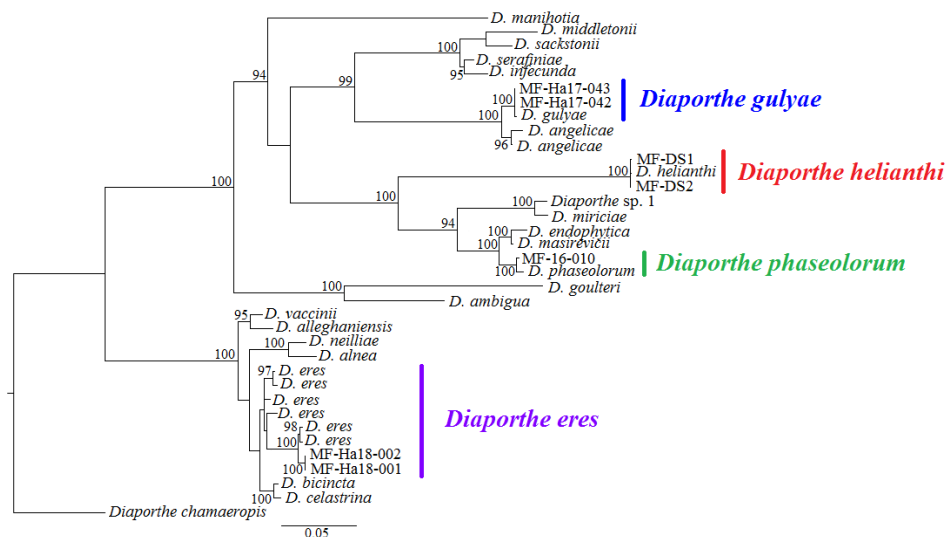 D. manihotia
D. middletonii
100
D. sackstonii
94
D. serafiniae
99
95
D. infecunda
MF-Ha17-043
100
MF-Ha17-042
Diaporthe gulyae
100
D. gulyae
D. angelicae
96
D. angelicae
MF-DS1
100
D. helianthi
Diaporthe helianthi
100
MF-DS2
100
100
Diaporthe sp. 1
D. miriciae
94
100
D. endophytica
100
D. masirevicii
MF-16-010
Diaporthe phaseolorum
100
D. phaseolorum
100
D. goulteri
D. ambigua
95
D. vaccinii
D. alleghaniensis
100
100
D. neilliae
D. alnea
97
D. eres
D. eres
D. eres
D. eres
98
D. eres
Diaporthe eres
100
D. eres
MF-Ha18-002
100
MF-Ha18-001
D. bicincta
100
D. celastrina
Diaporthe chamaeropis
0.05